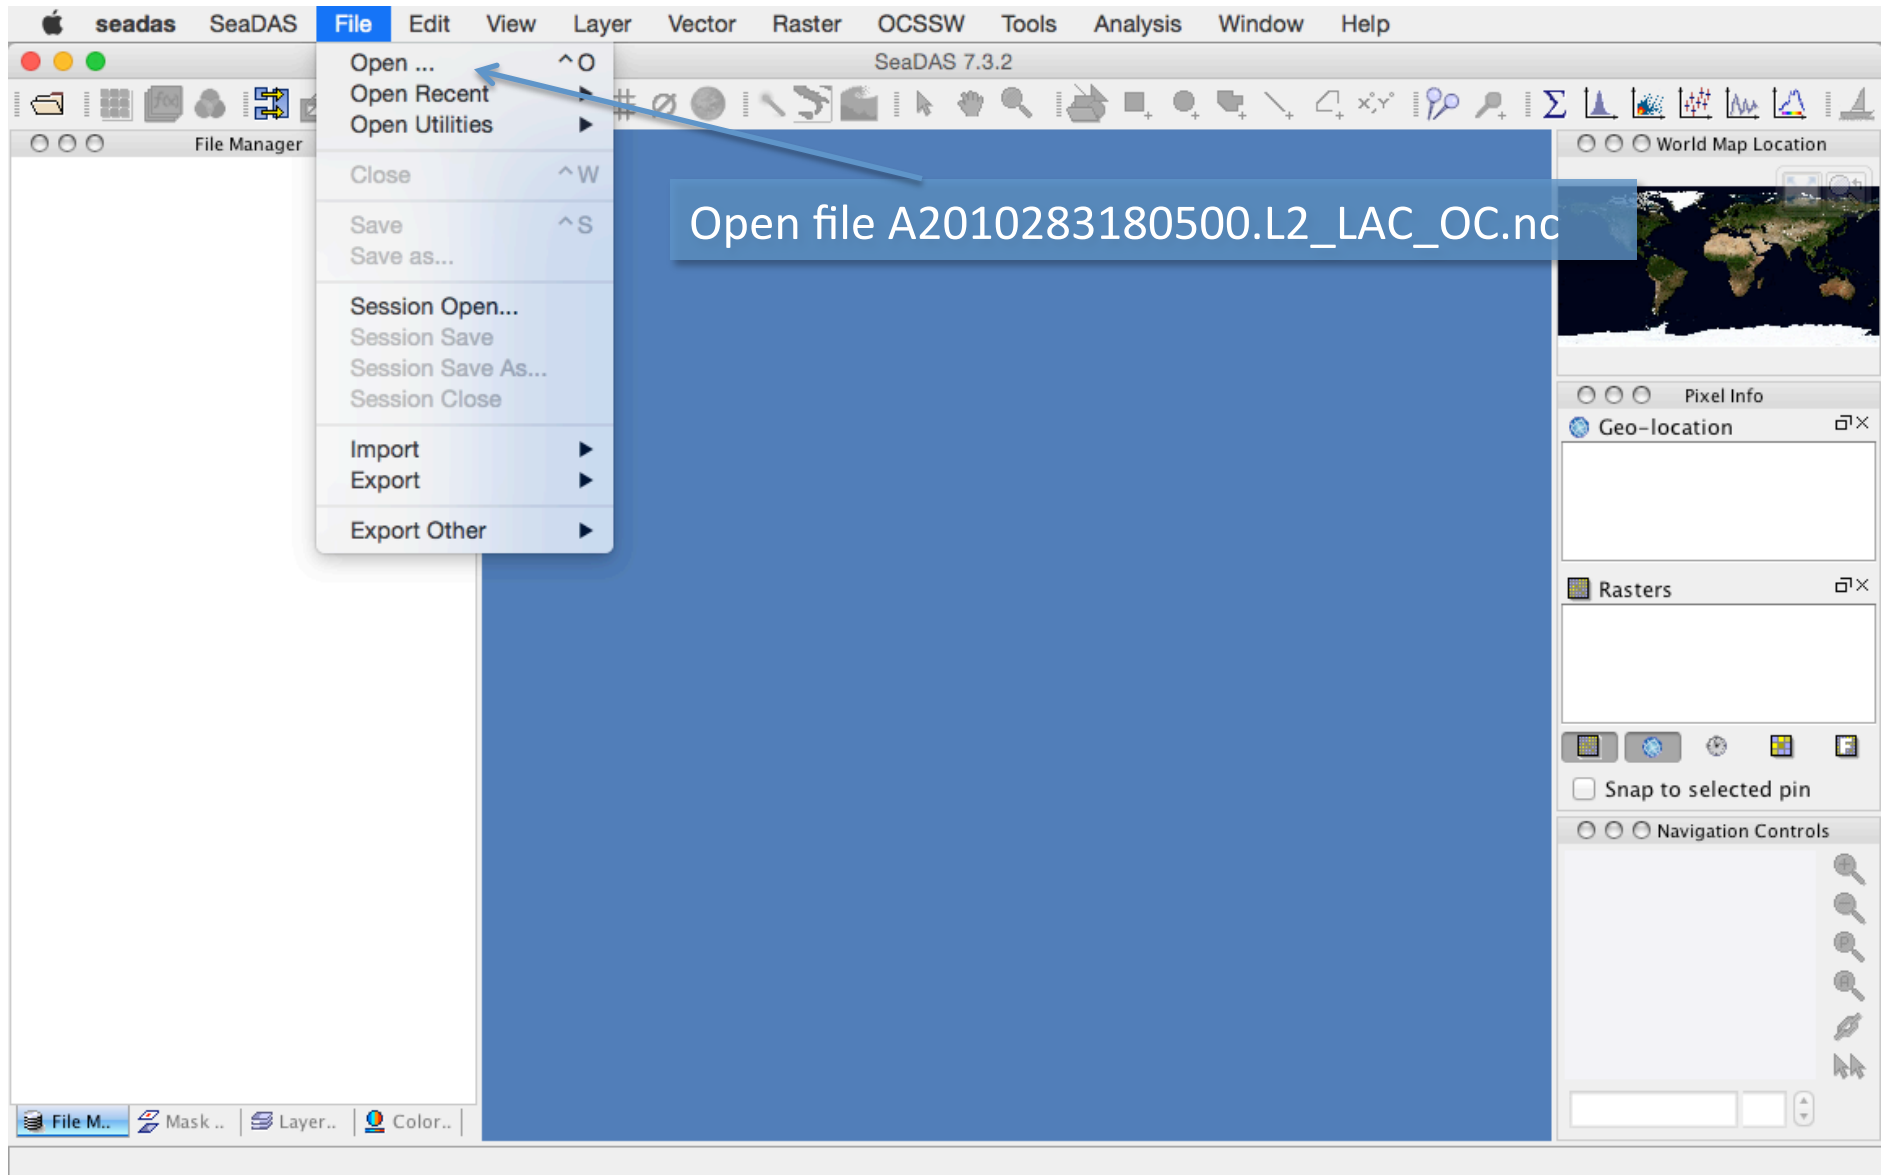 seadas SeaDAS File Edit View Layer Vector Raster OCSSW Tools Analysis Window Help
SeaDAS 7.3.2
Open ... ^O
Open Recent
Open Utilities
Close ^W
Save ^S
Save as...
Session Open...
Session Save
Session Save As...
Session Close
Import
Export
Export Other
File Manager
Open file A2010283180500.L2_LAC_OC.nc
World Map Location
Pixel Info
Geo-location
Rasters
Snap to selected pin
Navigation Controls
File M.. Mask .. Layer.. Color..